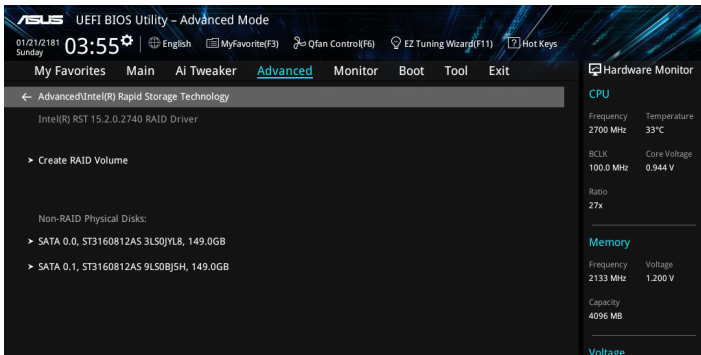 ASUS UEFI BIOS Utility – Advanced Mode
01/21/2181 Sunday 03:55 English MyFavorite(F3) Qfan Control(F6) EZ Tuning Wizard(F11) ? Hot Keys
My Favorites Main Ai Tweaker Advanced Monitor Boot Tool Exit
← Advanced\Intel(R) Rapid Storage Technology
Intel(R) RST 15.2.0.2740 RAID Driver
> Create RAID Volume
Non-RAID Physical Disks:
> SATA 0.0, ST3160812AS 3LS0JYL8, 149.0GB
> SATA 0.1, ST3160812AS 9LS0BJ5H, 149.0GB
Hardware Monitor
CPU
Frequency Temperature
2700 MHz 33°C
BCLK Core Voltage
100.0 MHz 0.944 V
Ratio
27x
Memory
Frequency Voltage
2133 MHz 1.200 V
Capacity
4096 MB
Voltage